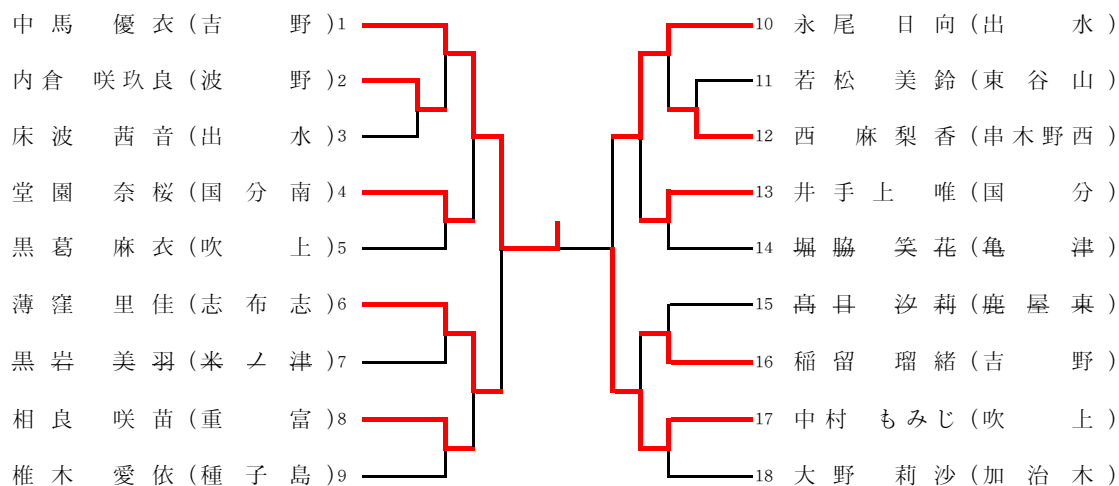 中馬 優衣(吉野)1
内倉 咲玖良(波野)2
床波 茜音(出水)3
堂園 奈桜(国分南)4
黒葛 麻衣(吹上)5
薄窪 里佳(志布志)6
黒岩 美羽(米ノ津)7
相良 咲苗(重富)8
椎木 愛依(種子島)9
10 永尾 日向(出水)
11 若松 美鈴(東谷山)
12 西 麻梨香(串木野西)
13 井手上 唯(国分)
14 堀脇 笑花(亀津)
15 髙日 汐莉(鹿屋東)
16 稲留 瑠緒(吉野)
17 中村 もみじ(吹上)
18 大野 莉沙(加治木)